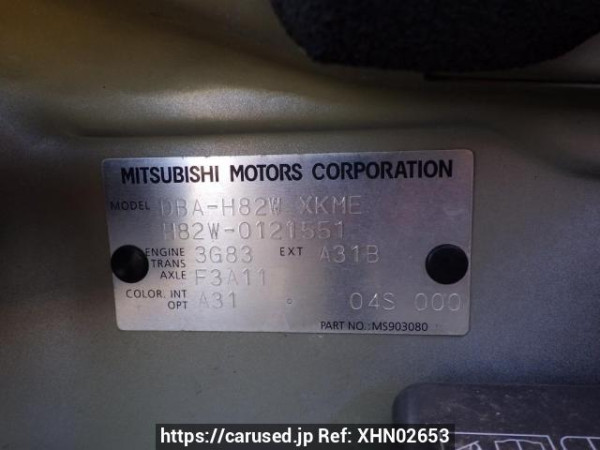 MITSUBISHI MOTORS CORPORATION
MODEL DBA-H82W XKME
H82W-0121551
ENGINE 3G83 EXT A31B
TRANS AXLE F3A11
COLOR. INT OPT A31 04S 000
PART NO.:MS903080
https://carused.jp Ref: XHN02653